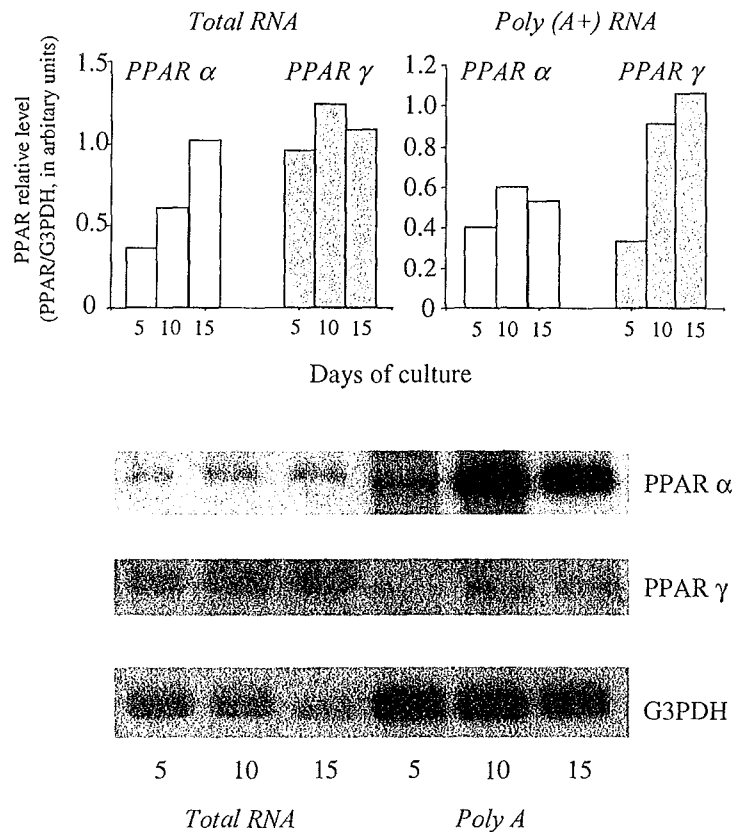 Total RNA
Poly (A+) RNA
PPAR relative level
(PPAR/G3PDH, in arbitary units)
1.5
1.0
0.5
0
PPAR α
PPAR γ
5 10 15
5 10 15
1.2
1.0
0.8
0.6
0.4
0.2
0
PPAR α
PPAR γ
5 10 15
5 10 15
Days of culture
PPAR α
PPAR γ
G3PDH
5 10 15 5 10 15
Total RNA
Poly A